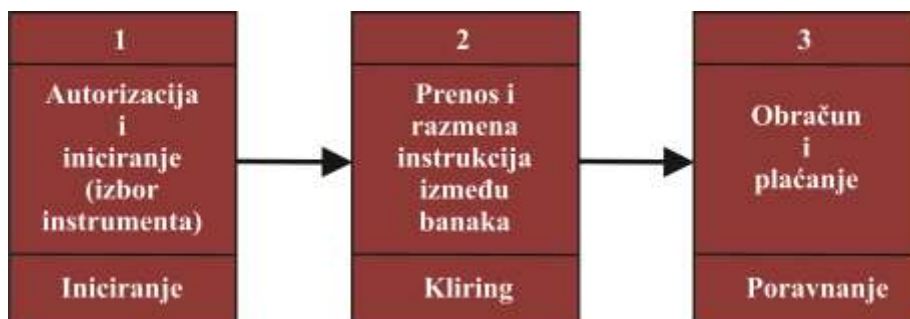 1
Autorizacija
i
iniciranje
(izbor
instrumenta)
Iniciranje
2
Prenos i
razmena
instrukcija
između
banaka
Kliring
3
Obračun
i
plaćanje
Poravnanje